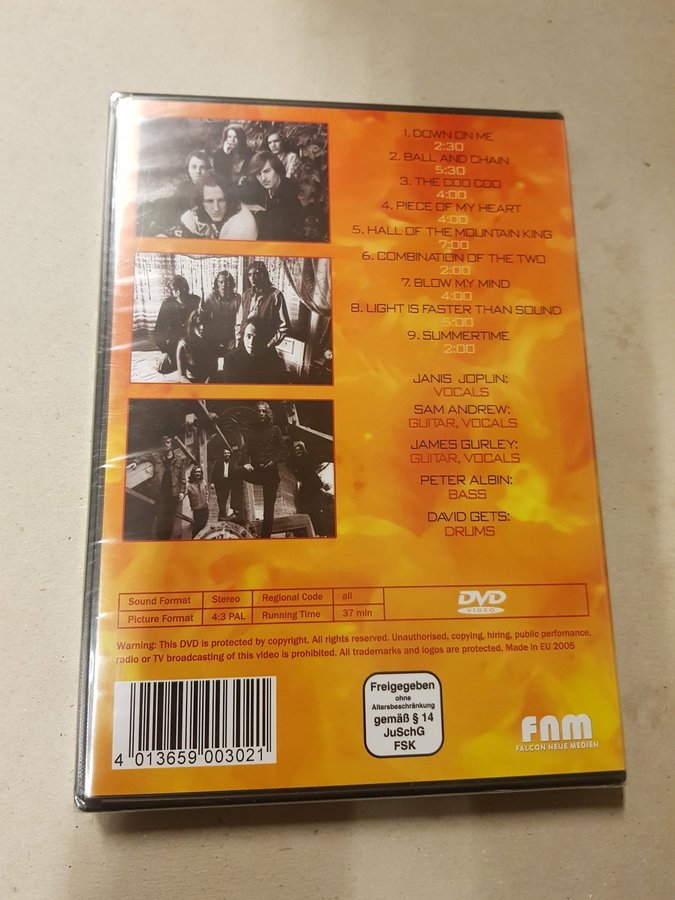 1. DOWN ON ME
2:30
2. BALL AND CHAIN
5:30
3. THE COO COO
4:00
4. PIECE OF MY HEART
4:00
5. HALL OF THE MOUNTAIN KING
7:00
6. COMBINATION OF THE TWO
2:00
7. BLOW MY MIND
4:00
8. LIGHT IS FASTER THAN SOUND
5:00
9. SUMMERTIME
2:00
JANIS JOPLIN:
VOCALS
SAM ANDREW:
GUITAR, VOCALS
JAMES GURLEY:
GUITAR, VOCALS
PETER ALBIN:
BASS
DAVID GETS:
DRUMS
Sound Format Stereo Regional Code all
Picture Format 4:3 PAL Running Time 37 min
DVD
VIDEO
Warning: This DVD is protected by copyright. All rights reserved. Unauthorised, copying, hiring, public perfomance,
radio or TV broadcasting of this video is prohibited. All trademarks and logos are protected. Made in EU 2005
4 013659 003021
Freigegeben
ohne
Altersbeschränkung
gemäß § 14
JuSchG
FSK
FNM
FALCON NEUE MEDIEN